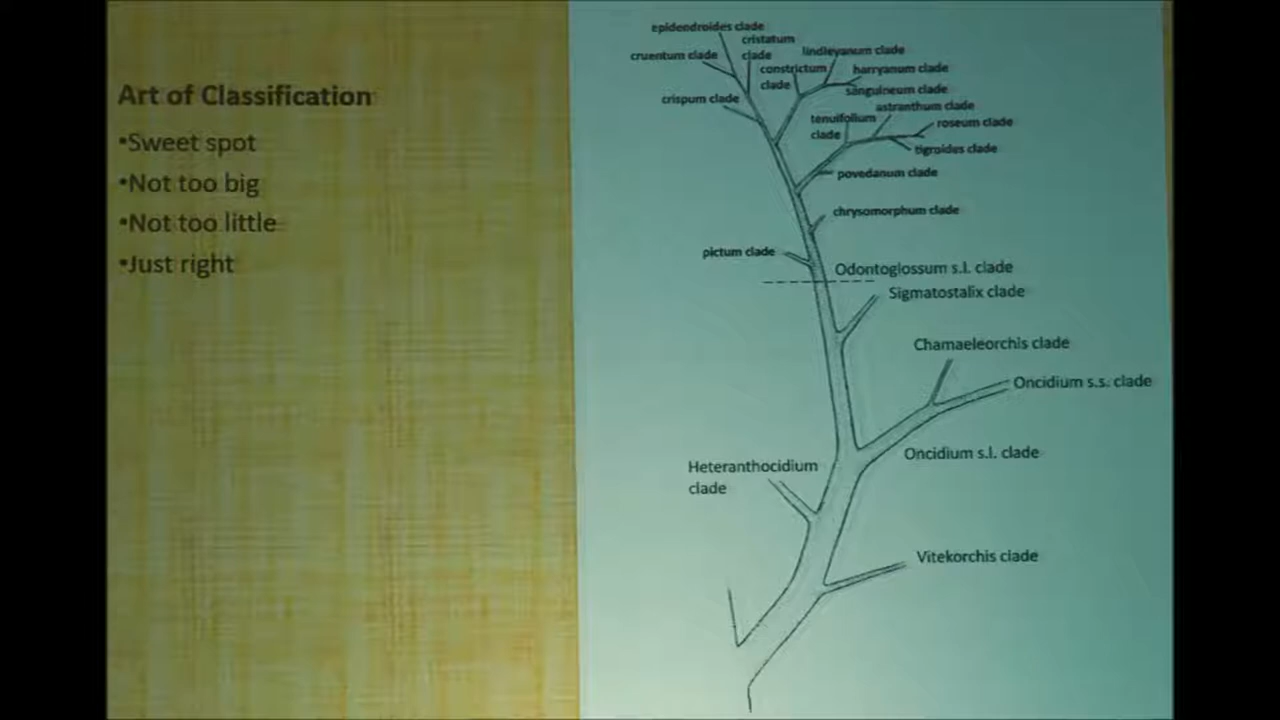 Art of Classification
•Sweet spot
•Not too big
•Not too little
•Just right
epidendroides clade
cristatum
clade
cruentum clade
lindleyanum clade
constrictum
clade
harryanum clade
sanguineum clade
crispum clade
astranthum clade
tenuifolium
clade
roseum clade
tigroides clade
povedanum clade
chrysomorphum clade
pictum clade
Odontoglossum s.l. clade
Sigmatostalix clade
Chamaeleorchis clade
Oncidium s.s. clade
Oncidium s.l. clade
Heteranthocidium
clade
Vitekorchis clade